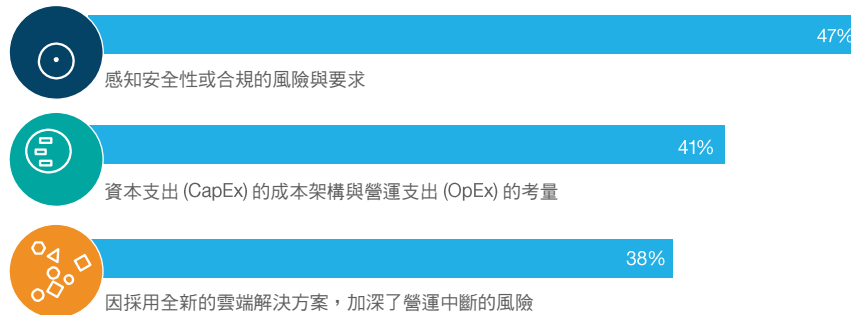 47%
感知安全性或合規的風險與要求
41%
資本支出 (CapEx) 的成本架構與營運支出 (OpEx) 的考量
38%
因採用全新的雲端解決方案，加深了營運中斷的風險